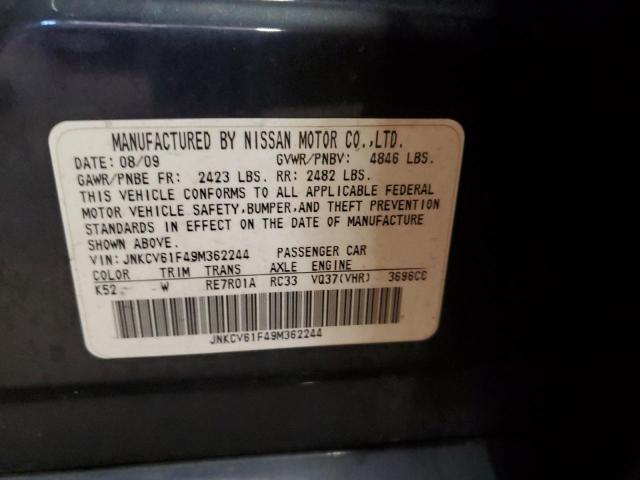 MANUFACTURED BY NISSAN MOTOR CO.,LTD.
DATE: 08/09 GVWR/PNBV: 4846 LBS.
GAWR/PNBE FR: 2423 LBS. RR: 2482 LBS.
THIS VEHICLE CONFORMS TO ALL APPLICABLE FEDERAL
MOTOR VEHICLE SAFETY,BUMPER,AND THEFT PREVENTION
STANDARDS IN EFFECT ON THE DATE OF MANUFACTURE
SHOWN ABOVE.
VIN: JNKCV61F49M362244 PASSENGER CAR
COLOR TRIM TRANS AXLE ENGINE
K52 W RE7R01A RC33 VQ37(VHR) 3696CC
JNKCV61F49M362244